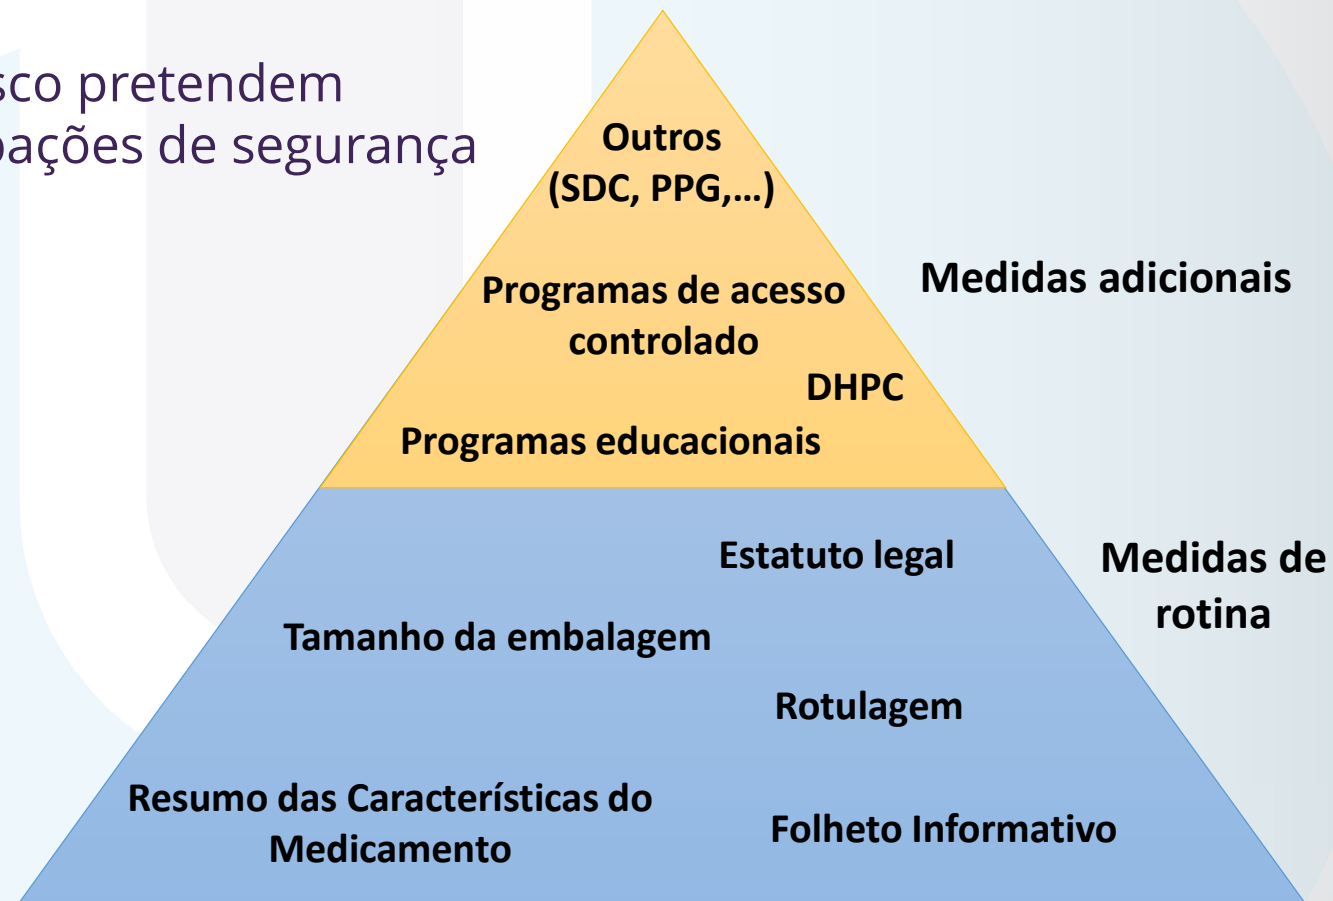 sco pretendem
pações de segurança
Outros
(SDC, PPG,...)
Programas de acesso
controlado
Medidas adicionais
DHPC
Programas educacionais
Estatuto legal
Medidas de
rotina
Tamanho da embalagem
Rotulagem
Resumo das Características do
Medicamento
Folheto Informativo